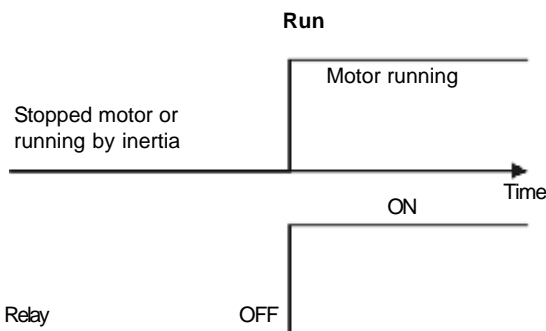 Run
Motor running
Stopped motor or
running by inertia
Time
ON
Relay
OFF